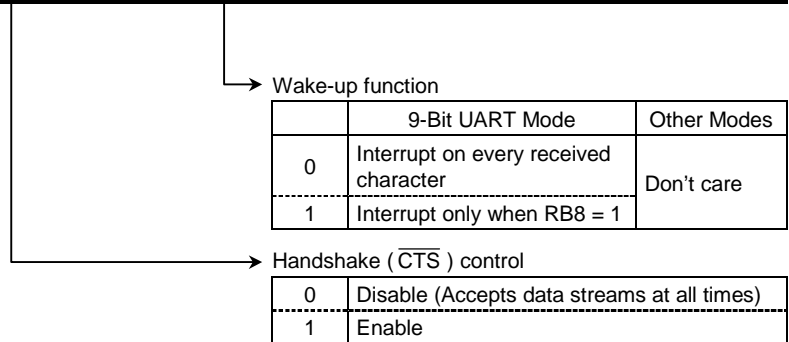 Wake-up function
9-Bit UART Mode Other Modes
0 Interrupt on every received character Don't care
1 Interrupt only when RB8 = 1
Handshake ( C̅T̅S̅ ) control
0 Disable (Accepts data streams at all times)
1 Enable